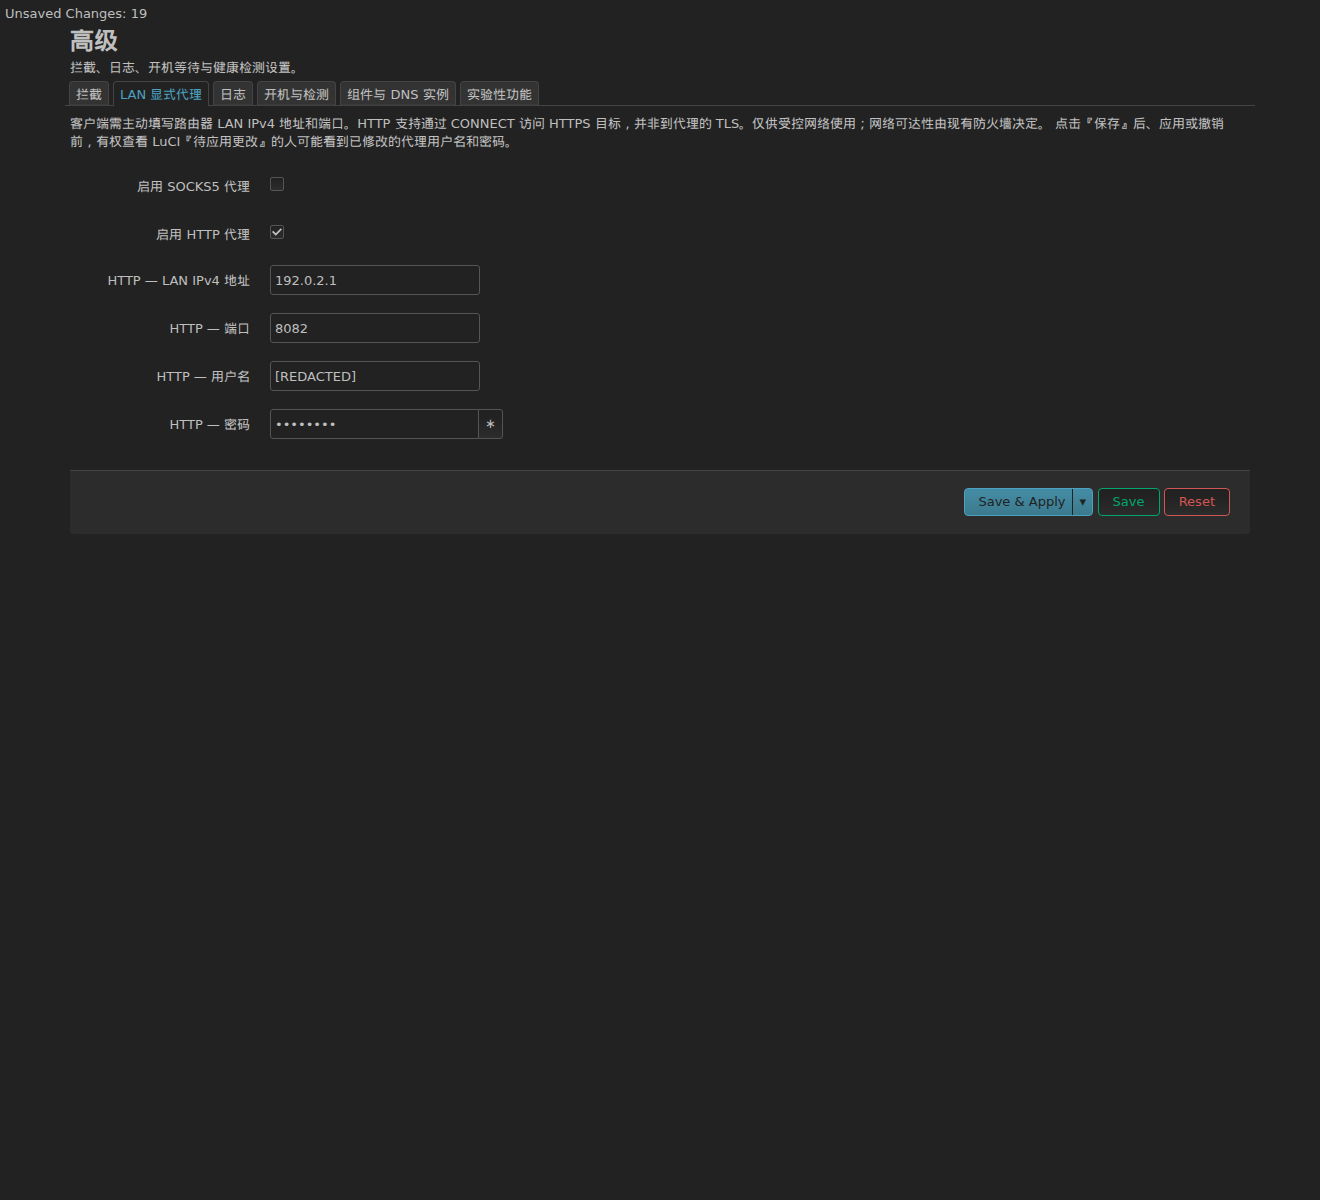 Unsaved Changes: 19
高级
拦截、日志、开机等待与健康检测设置。
拦截 LAN 显式代理 日志 开机与检测 组件与 DNS 实例 实验性功能
客户端需主动填写路由器 LAN IPv4 地址和端口。HTTP 支持通过 CONNECT 访问 HTTPS 目标，并非到代理的 TLS。仅供受控网络使用；网络可达性由现有防火墙决定。 点击『保存』后、应用或撤销
前，有权查看 LuCI『待应用更改』的人可能看到已修改的代理用户名和密码。
启用 SOCKS5 代理
启用 HTTP 代理
HTTP — LAN IPv4 地址 192.0.2.1
HTTP — 端口 8082
HTTP — 用户名 [REDACTED]
HTTP — 密码 •••••••• ∗
Save & Apply ▾ Save Reset